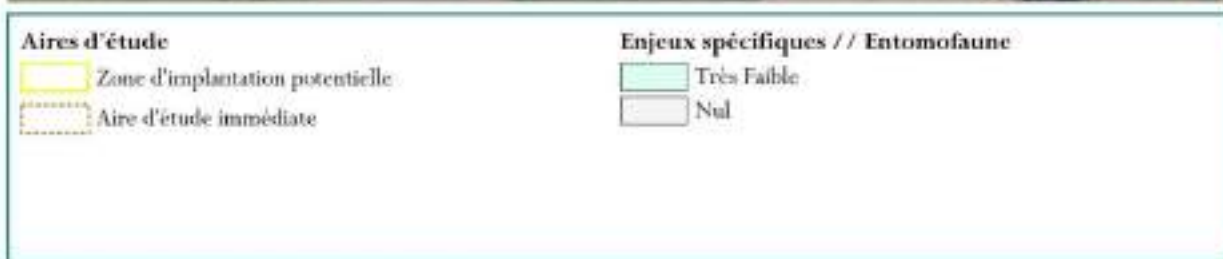 Aires d'étude
Zone d'implantation potentielle
Aire d'étude immédiate
Enjeux spécifiques // Entomofaune
Très Faible
Nul